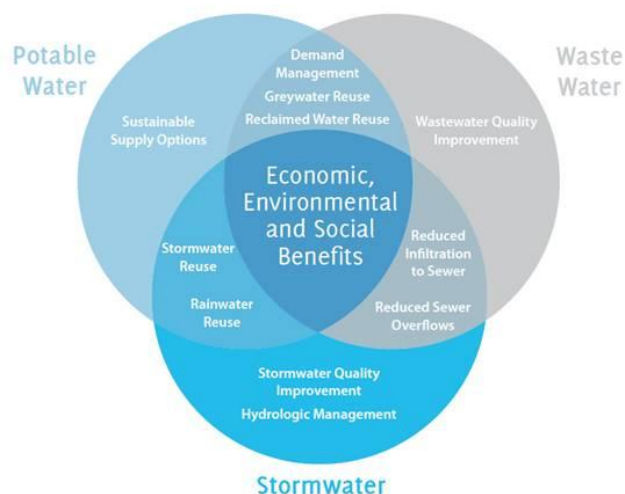 Potable
Water
Waste
Water
Demand
Management
Greywater Reuse
Reclaimed Water Reuse
Sustainable
Supply Options
Wastewater Quality
Improvement
Economic,
Environmental
and Social
Benefits
Stormwater
Reuse
Rainwater
Reuse
Reduced
Infiltration
to Sewer
Reduced Sewer
Overflows
Stormwater Quality
Improvement
Hydrologic Management
Stormwater